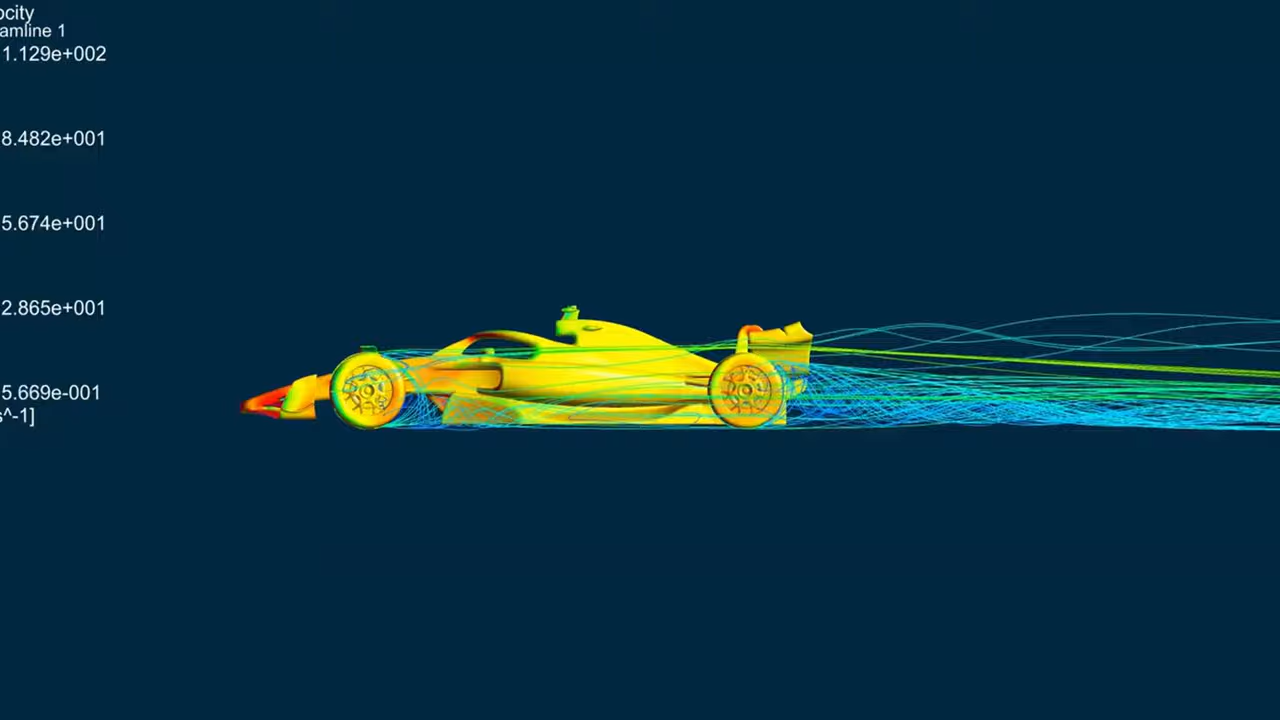 ocity
amline 1
1.129e+002
8.482e+001
5.674e+001
2.865e+001
5.669e-001
s^-1]